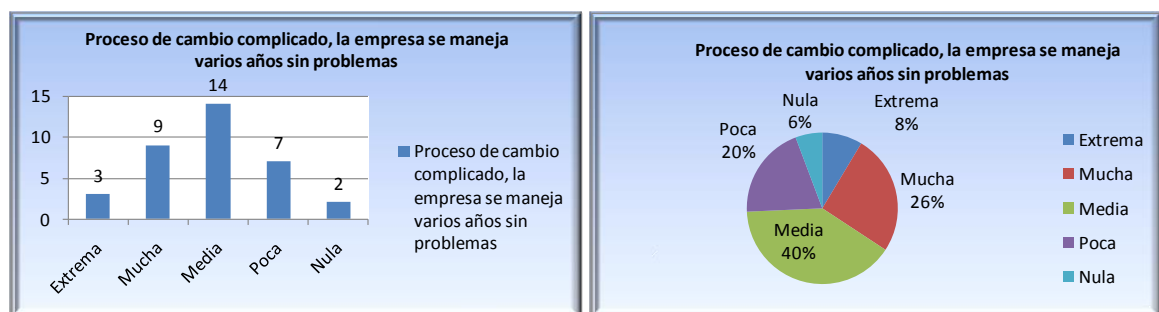 Proceso de cambio complicado, la empresa se maneja
varios años sin problemas
15
10
5
0
3
9
14
7
2
Extrema
Mucha
Media
Poca
Nula
Proceso de cambio
complicado, la
empresa se maneja
varios años sin
problemas
Proceso de cambio complicado, la empresa se maneja
varios años sin problemas
Nula
6%
Extrema
8%
Poca
20%
Mucha
26%
Media
40%
Extrema
Mucha
Media
Poca
Nula